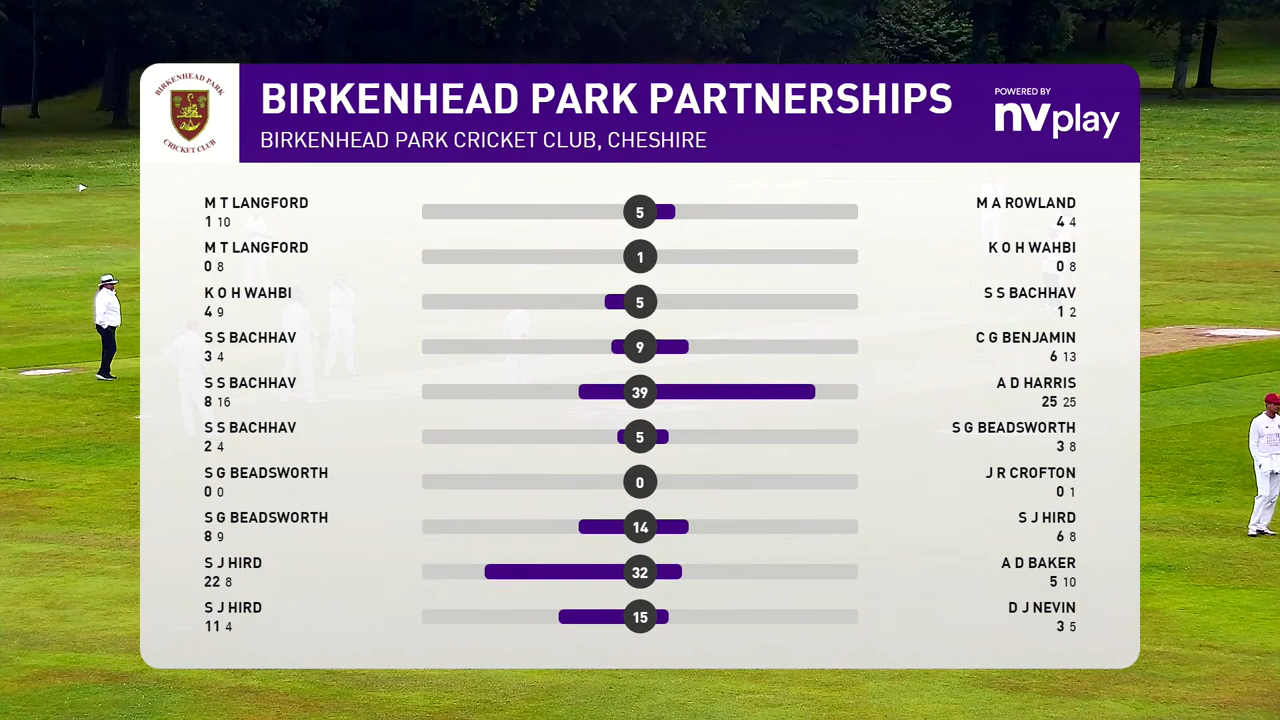 BIRKENHEAD PARK
CRICKET CLUB
BIRKENHEAD PARK PARTNERSHIPS
BIRKENHEAD PARK CRICKET CLUB, CHESHIRE
POWERED BY
nvplay
M T LANGFORD 5 M A ROWLAND
1 10 4 4
M T LANGFORD 1 K O H WAHBI
0 8 0 8
K O H WAHBI 5 S S BACHHAV
4 9 1 2
S S BACHHAV 9 C G BENJAMIN
3 4 6 13
S S BACHHAV 39 A D HARRIS
8 16 25 25
S S BACHHAV 5 S G BEADSWORTH
2 4 3 8
S G BEADSWORTH 0 J R CROFTON
0 0 0 1
S G BEADSWORTH 14 S J HIRD
8 9 6 8
S J HIRD 32 A D BAKER
22 8 5 10
S J HIRD 15 D J NEVIN
11 4 3 5